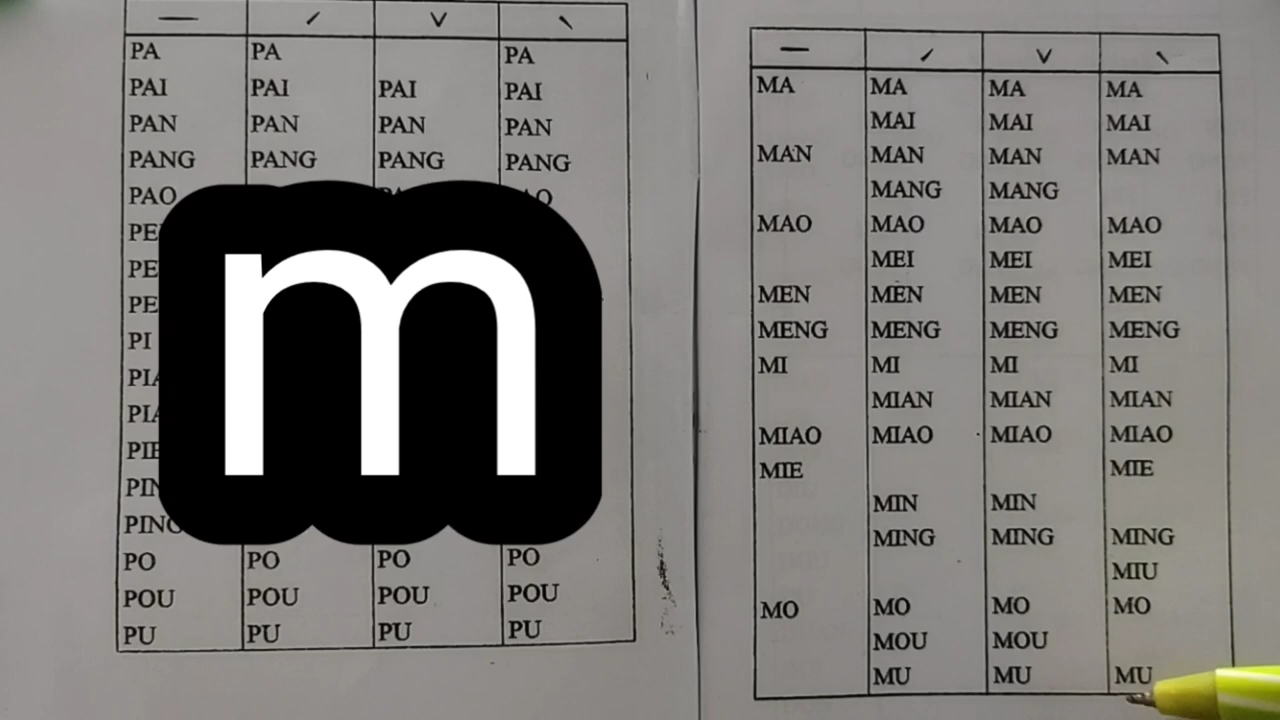 — ˊ ˇ ˋ
PA PA PA
PAI PAI PAI PAI
PAN PAN PAN PAN
PANG PANG PANG PANG
PAO
PI
PO PO PO PO
POU POU POU POU
PU PU PU PU
m
— ˊ ˇ ˋ
MA MA MA MA
MAI MAI MAI
MAN MAN MAN MAN
MANG MANG
MAO MAO MAO MAO
MEI MEI MEI
MEN MEN MEN MEN
MENG MENG MENG MENG
MI MI MI MI
MIAN MIAN MIAN
MIAO MIAO MIAO MIAO
MIE MIE
MIN MIN
MING MING MING
MIU
MO MO MO MO
MOU MOU
MU MU MU